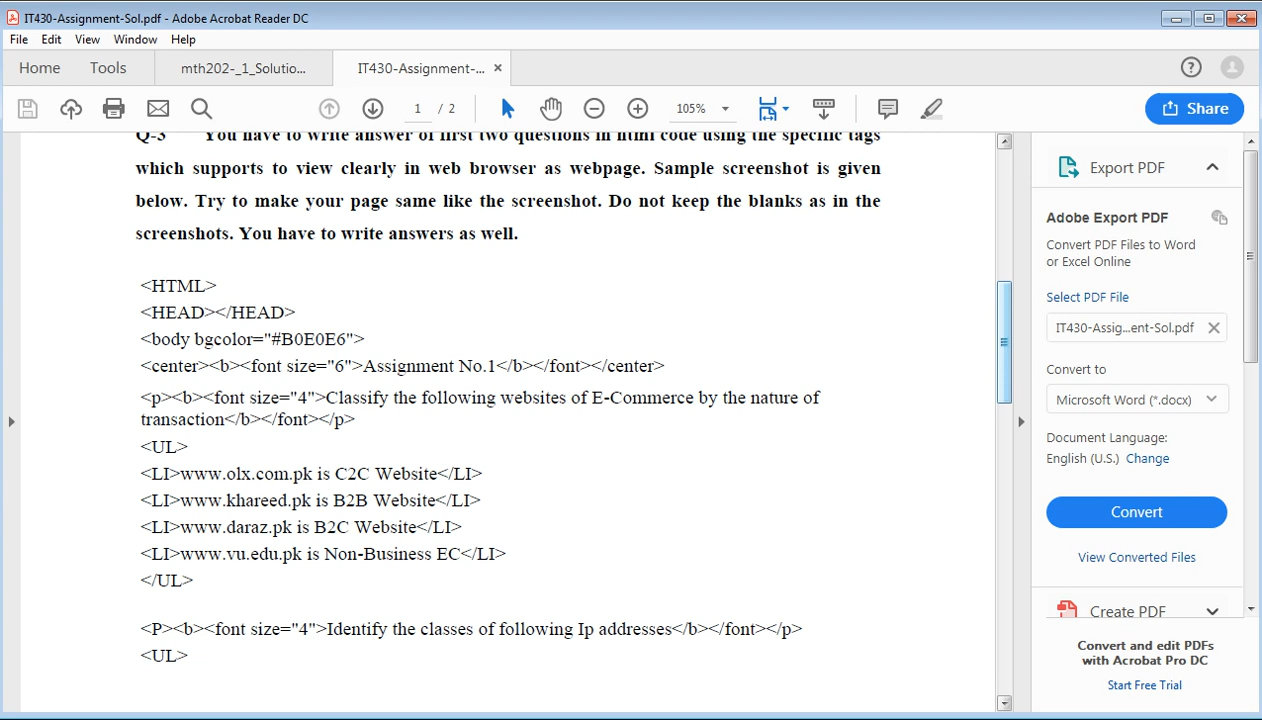 IT430-Assignment-Sol.pdf - Adobe Acrobat Reader DC
File Edit View Window Help
Home Tools mth202-_1_Solutio... IT430-Assignment-... ×
1 / 2 105% Share
Q-3 You have to write answer of first two questions in html code using the specific tags
which supports to view clearly in web browser as webpage. Sample screenshot is given
below. Try to make your page same like the screenshot. Do not keep the blanks as in the
screenshots. You have to write answers as well.
<HTML>
<HEAD></HEAD>
<body bgcolor="#B0E0E6">
<center><b><font size="6">Assignment No.1</b></font></center>
<p><b><font size="4">Classify the following websites of E-Commerce by the nature of
transaction</b></font></p>
<UL>
<LI>www.olx.com.pk is C2C Website</LI>
<LI>www.khareed.pk is B2B Website</LI>
<LI>www.daraz.pk is B2C Website</LI>
<LI>www.vu.edu.pk is Non-Business EC</LI>
</UL>
<P><b><font size="4">Identify the classes of following Ip addresses</b></font></p>
<UL>
Export PDF
Adobe Export PDF
Convert PDF Files to Word
or Excel Online
Select PDF File
IT430-Assig...ent-Sol.pdf
Convert to
Microsoft Word (*.docx)
Document Language:
English (U.S.) Change
Convert
View Converted Files
Create PDF
Convert and edit PDFs
with Acrobat Pro DC
Start Free Trial